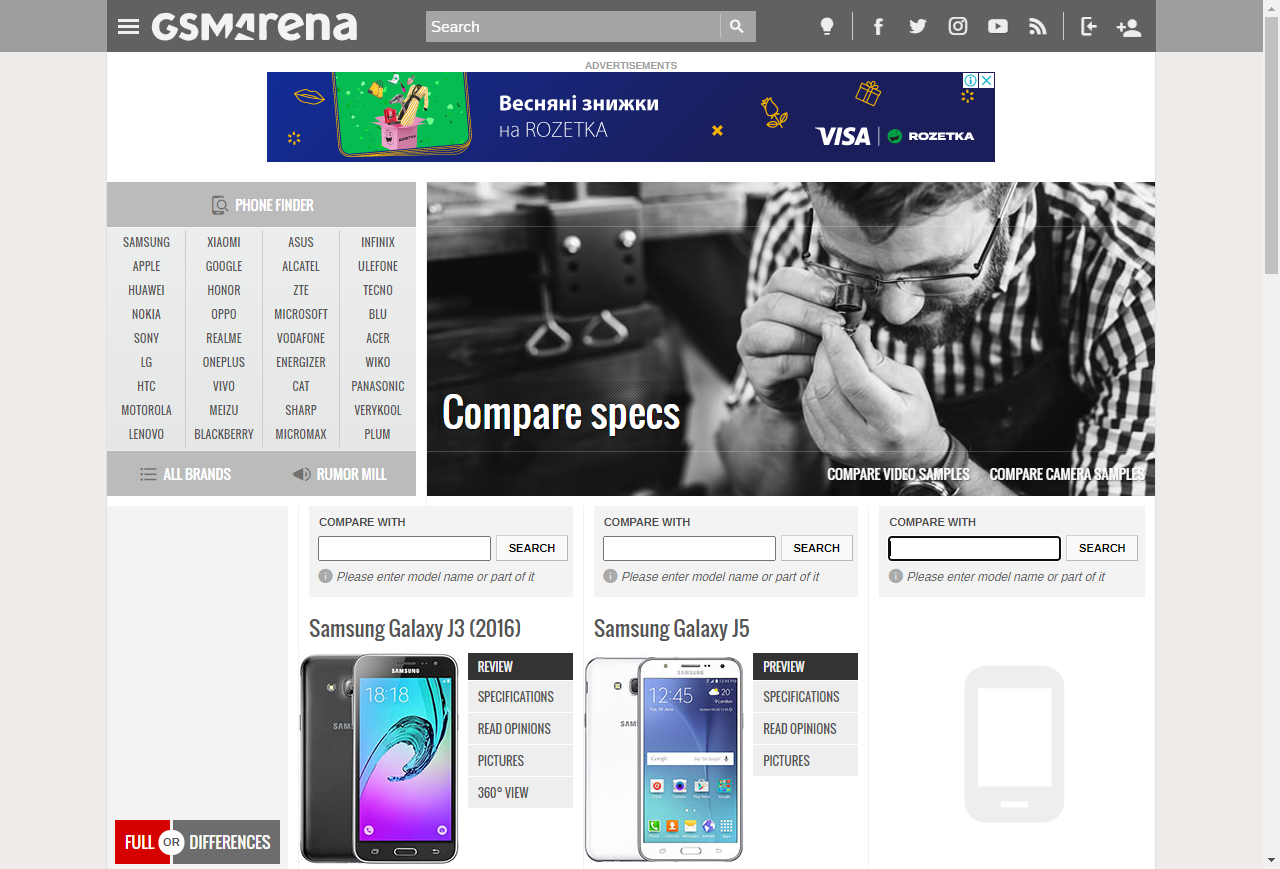 GSMArena
Search
ADVERTISEMENTS
Весняні знижки
на ROZETKA
VISA
ROZETKA
PHONE FINDER
SAMSUNG XIAOMI ASUS INFINIX
APPLE GOOGLE ALCATEL ULEFONE
HUAWEI HONOR ZTE TECNO
NOKIA OPPO MICROSOFT BLU
SONY REALME VODAFONE ACER
LG ONEPLUS ENERGIZER WIKO
HTC VIVO CAT PANASONIC
MOTOROLA MEIZU SHARP VERYKOOL
LENOVO BLACKBERRY MICROMAX PLUM
ALL BRANDS RUMOR MILL
Compare specs
COMPARE VIDEO SAMPLES COMPARE CAMERA SAMPLES
COMPARE WITH COMPARE WITH COMPARE WITH
SEARCH SEARCH SEARCH
Please enter model name or part of it Please enter model name or part of it Please enter model name or part of it
Samsung Galaxy J3 (2016) Samsung Galaxy J5
REVIEW PREVIEW
SPECIFICATIONS SPECIFICATIONS
READ OPINIONS READ OPINIONS
PICTURES PICTURES
360° VIEW
SAMSUNG
18:18
SAMSUNG
12:45
20°
Google
FULL OR DIFFERENCES